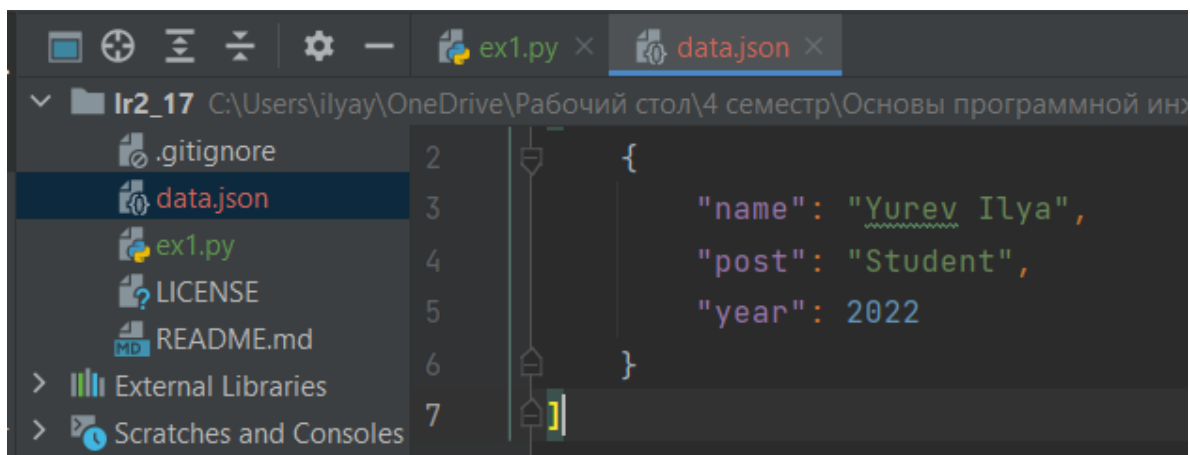 ex1.py data.json
lr2_17 C:\Users\ilyay\OneDrive\Рабочий стол\4 семестр\Основы программной инж
.gitignore
data.json
ex1.py
LICENSE
MD README.md
External Libraries
Scratches and Consoles
2 {
3 "name": "Yurev Ilya",
4 "post": "Student",
5 "year": 2022
6 }
7 ]